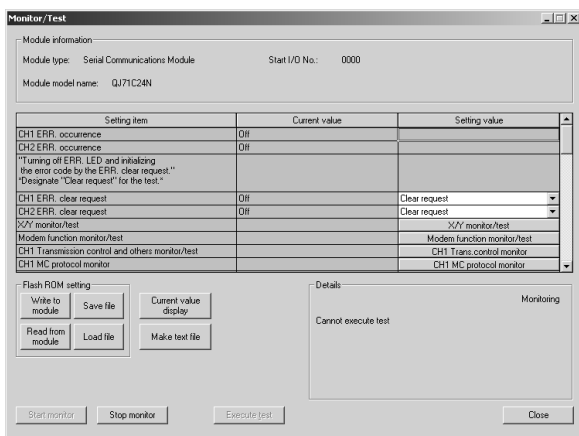 Monitor/Test
Module information
Module type: Serial Communications Module Start I/O No.: 0000
Module model name: QJ71C24N
Setting item Current value Setting value
CH1 ERR. occurrence Off
CH2 ERR. occurrence Off
"Turning off ERR. LED and initializing
the error code by the ERR. clear request."
*Designate "Clear request" for the test.*
CH1 ERR. clear request Off Clear request
CH2 ERR. clear request Off Clear request
X/Y monitor/test X/Y monitor/test
Modem function monitor/test Modem function monitor/test
CH1 Transmission control and others monitor/test CH1 Trans.control monitor
CH1 MC protocol monitor CH1 MC protocol monitor
Flash ROM setting
Write to module
Save file
Current value display
Read from module
Load file
Make text file
Details
Monitoring
Cannot execute test
Start monitor Stop monitor Execute test Close